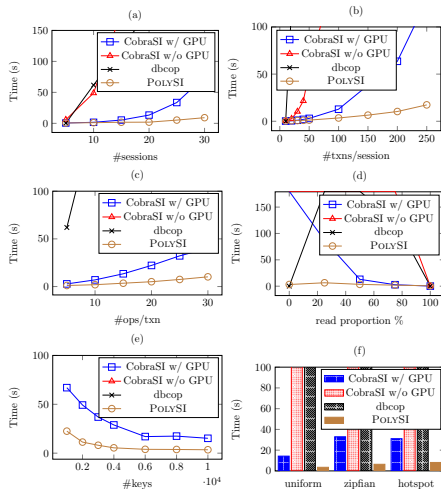 (a)
150
100
50
0
10
20
30
Time (s)
#sessions
CobraSI w/ GPU
CobraSI w/o GPU
dbcop
PolySI
(b)
100
50
0
50
100
150
200
250
Time (s)
#txns/session
CobraSI w/ GPU
CobraSI w/o GPU
dbcop
PolySI
(c)
100
50
0
10
20
30
Time (s)
#ops/txn
CobraSI w/ GPU
CobraSI w/o GPU
dbcop
PolySI
(d)
150
100
50
0
0
20
40
60
80
100
Time (s)
read proportion %
CobraSI w/ GPU
CobraSI w/o GPU
dbcop
PolySI
(e)
100
50
0
0.2
0.4
0.6
0.8
1
·10⁴
Time (s)
#keys
CobraSI w/ GPU
CobraSI w/o GPU
dbcop
PolySI
(f)
100
80
60
40
20
0
uniform
zipfian
hotspot
Time (s)
CobraSI w/ GPU
CobraSI w/o GPU
dbcop
PolySI